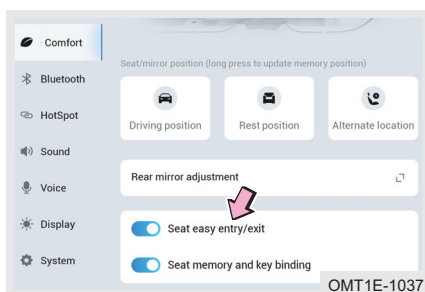 Comfort
Seat/mirror position (long press to update memory position)
Bluetooth
HotSpot
Driving position
Rest position
Alternate location
Sound
Rear mirror adjustment
Voice
Seat easy entry/exit
Display
Seat memory and key binding
System
OMT1E-1037